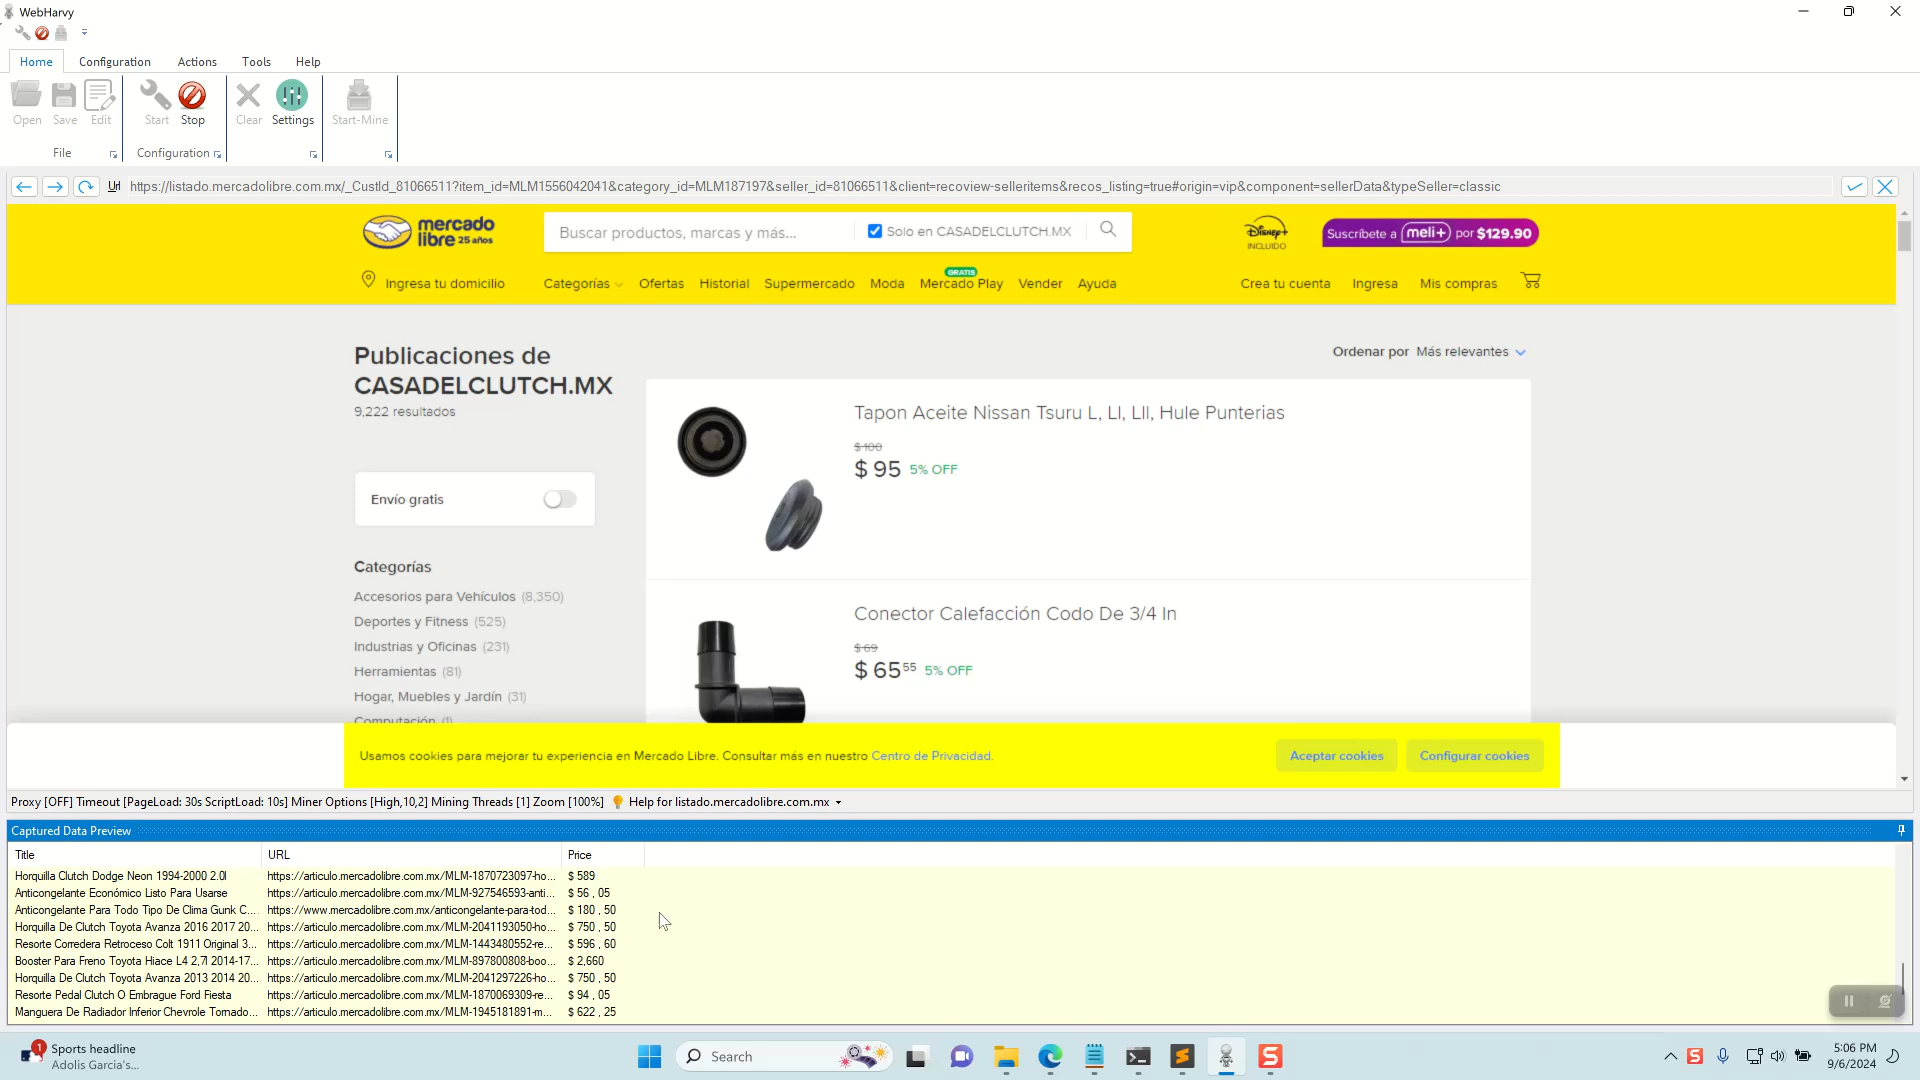 WebHarvy
Home Configuration Actions Tools Help
Open Save Edit Start Stop Clear Settings Start-Mine
File Configuration
Url https://listado.mercadolibre.com.mx/_CustId_81066511?item_id=MLM1556042041&category_id=MLM187197&seller_id=81066511&client=recoview-selleritems&recos_listing=true#origin=vip&component=sellerData&typeSeller=classic
mercado
libre 25 años
Buscar productos, marcas y más...
Solo en CASADELCLUTCH.MX
Disney+
INCLUIDO
Suscríbete a meli+ por $129.90
Ingresa tu domicilio
GRATIS
Categorías Ofertas Historial Supermercado Moda Mercado Play Vender Ayuda
Crea tu cuenta Ingresa Mis compras
Publicaciones de
CASADELCLUTCH.MX
9,222 resultados
Ordenar por Más relevantes
Envío gratis
Categorías
Accesorios para Vehículos (8,350)
Deportes y Fitness (525)
Industrias y Oficinas (231)
Herramientas (81)
Hogar, Muebles y Jardín (31)
Computación (1)
Tapon Aceite Nissan Tsuru L, LI, LII, Hule Punterias
$ 100
$ 95 5% OFF
Conector Calefacción Codo De 3/4 In
$ 69
$ 65 55 5% OFF
Usamos cookies para mejorar tu experiencia en Mercado Libre. Consultar más en nuestro Centro de Privacidad.
Aceptar cookies Configurar cookies
Proxy [OFF] Timeout [PageLoad: 30s ScriptLoad: 10s] Miner Options [High,10,2] Mining Threads [1] Zoom [100%] Help for listado.mercadolibre.com.mx
Captured Data Preview
Title URL Price
Horquilla Clutch Dodge Neon 1994-2000 2.0l https://articulo.mercadolibre.com.mx/MLM-1870723097-ho... $ 589
Anticongelante Económico Listo Para Usarse https://articulo.mercadolibre.com.mx/MLM-927546593-anti... $ 56 , 05
Anticongelante Para Todo Tipo De Clima Gunk C... https://www.mercadolibre.com.mx/anticongelante-para-tod... $ 180 , 50
Horquilla De Clutch Toyota Avanza 2016 2017 20... https://articulo.mercadolibre.com.mx/MLM-2041193050-ho... $ 750 , 50
Resorte Corredera Retroceso Colt 1911 Original 3... https://articulo.mercadolibre.com.mx/MLM-1443480552-re... $ 596 , 60
Booster Para Freno Toyota Hiace L4 2,7l 2014-17... https://articulo.mercadolibre.com.mx/MLM-897800808-boo... $ 2,660
Horquilla De Clutch Toyota Avanza 2013 2014 20... https://articulo.mercadolibre.com.mx/MLM-2041297226-ho... $ 750 , 50
Resorte Pedal Clutch O Embrague Ford Fiesta https://articulo.mercadolibre.com.mx/MLM-1870069309-re... $ 94 , 05
Manguera De Radiador Inferior Chevrole Tornado... https://articulo.mercadolibre.com.mx/MLM-1945181891-m... $ 622 , 25
1
Sports headline
Adolis Garcia's...
Search
5:06 PM
9/6/2024